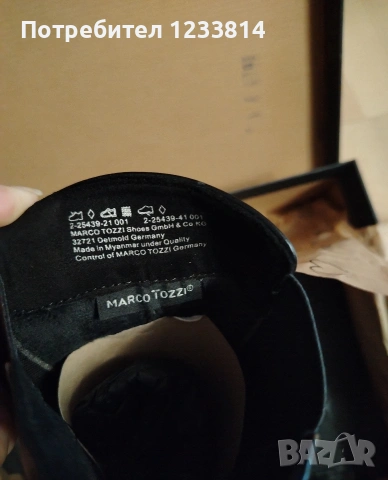 Потребител 1233814
2-25439-21 001 2-25439-41 001
MARCO TOZZI Shoes GmbH & Co KG
32721 Detmold Germany
Made in Myanmar under Quality
Control of MARCO TOZZI Germany
MARCO TOZZI®
BAZAR